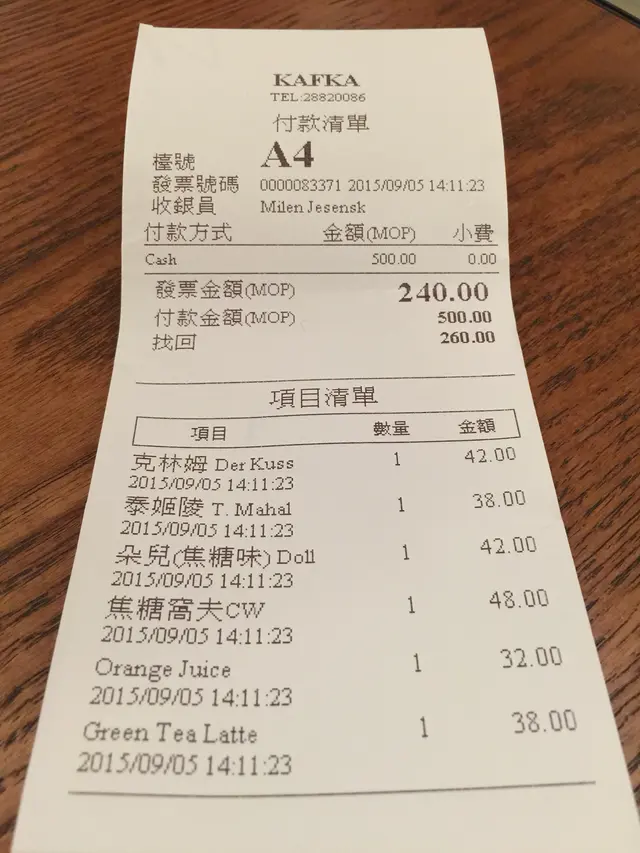 KAFKA
TEL:28820086
付款清單
檯號 A4
發票號碼 0000083371 2015/09/05 14:11:23
收銀員 Milen Jesensk
付款方式 金額(MOP) 小費
Cash 500.00 0.00
發票金額(MOP) 240.00
付款金額(MOP) 500.00
找回 260.00
項目清單
項目 數量 金額
克林姆 Der Kuss 1 42.00
2015/09/05 14:11:23
泰姬陵 T. Mahal 1 38.00
2015/09/05 14:11:23
朵兒(焦糖味) Doll 1 42.00
2015/09/05 14:11:23
焦糖窩夫CW 1 48.00
2015/09/05 14:11:23
Orange Juice 1 32.00
2015/09/05 14:11:23
Green Tea Latte 1 38.00
2015/09/05 14:11:23